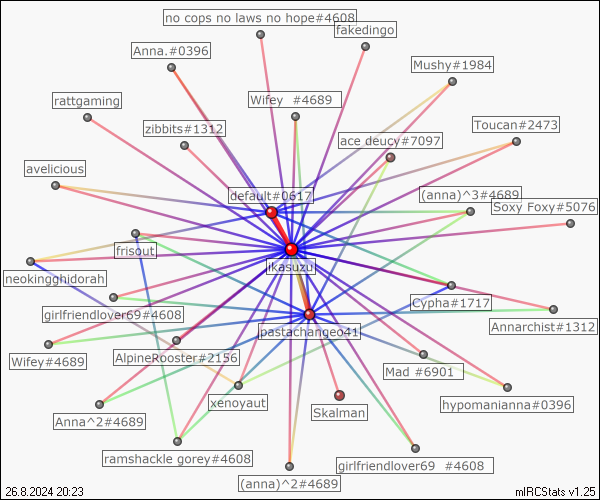 no cops no laws no hope#4608
fakedingo
Anna.#0396
Mushy#1984
rattgaming
Wifey #4689
zibbits#1312
Toucan#2473
ace deucy#7097
avelicious
default#0617
(anna)^3#4689
Soxy Foxy#5076
frisout
ikasuzu
neokingghidorah
Cypha#1717
girlfriendlover69#4608
Annarchist#1312
pastachangeo41
Wifey#4689
AlpineRooster#2156
Mad #6901
xenoyaut
hypomanianna#0396
Skalman
Anna^2#4689
ramshackle gorey#4608
girlfriendlover69 #4608
(anna)^2#4689
26.8.2024 20:23
mIRCStats v1.25